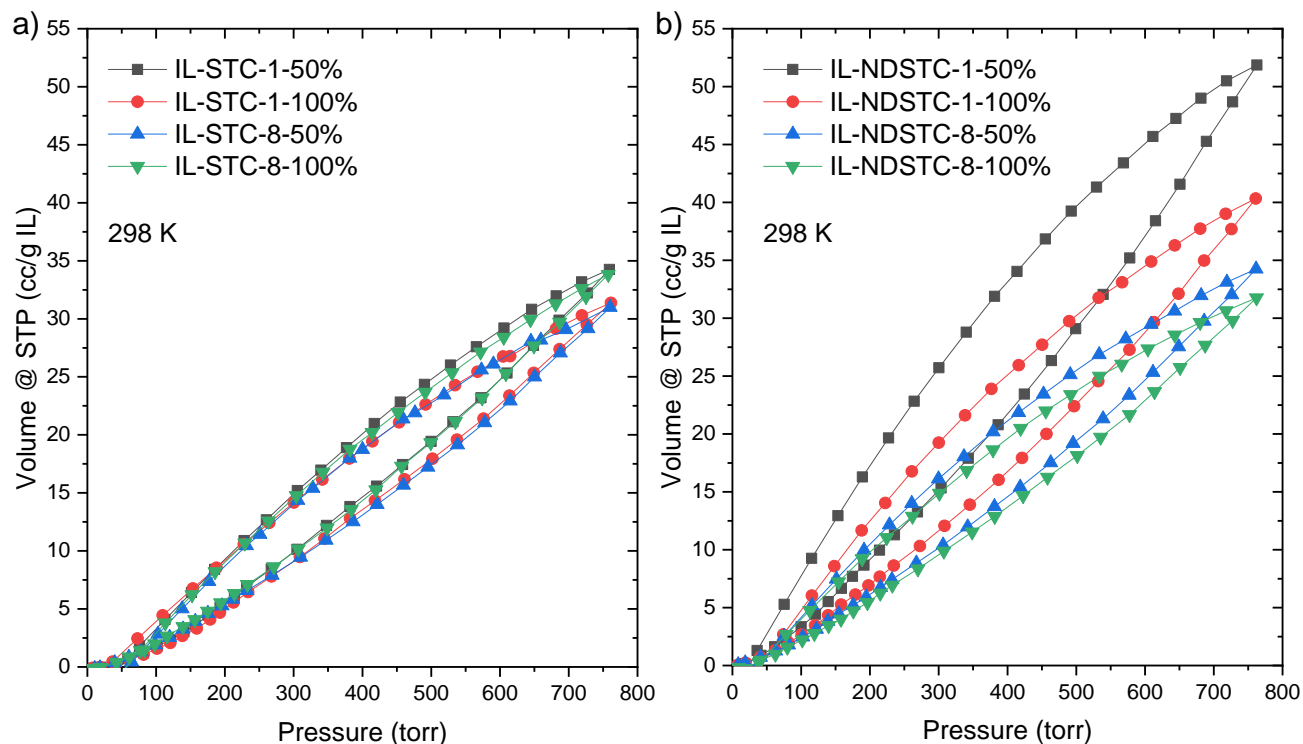 a)
55
50
45
40
35
30
25
20
15
10
5
0
Volume @ STP (cc/g IL)
IL-STC-1-50%
IL-STC-1-100%
IL-STC-8-50%
IL-STC-8-100%
298 K
0 100 200 300 400 500 600 700 800
Pressure (torr)
b)
55
50
45
40
35
30
25
20
15
10
5
0
Volume @ STP (cc/g IL)
IL-NDSTC-1-50%
IL-NDSTC-1-100%
IL-NDSTC-8-50%
IL-NDSTC-8-100%
298 K
0 100 200 300 400 500 600 700 800
Pressure (torr)